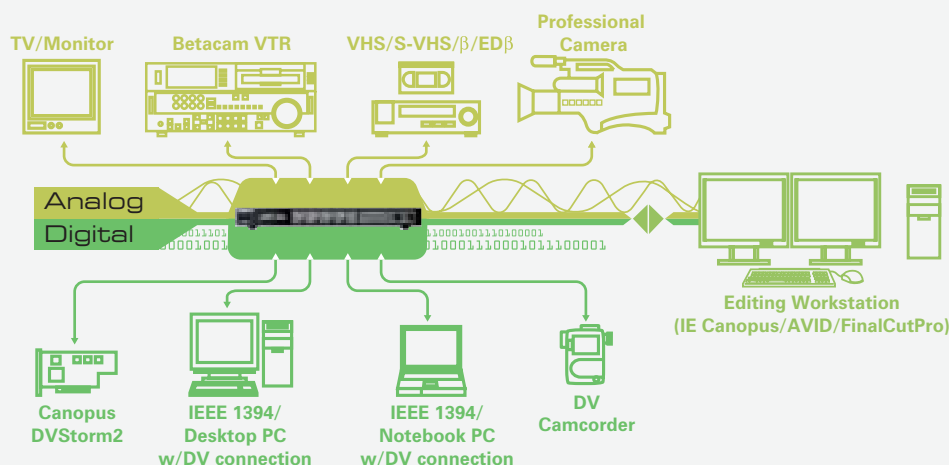 TV/Monitor
Betacam VTR
VHS/S-VHS/β/EDβ
Professional
Camera
Analog
Digital
Editing Workstation
(IE Canopus/AVID/FinalCutPro)
Canopus
DVStorm2
IEEE 1394/
Desktop PC
w/DV connection
IEEE 1394/
Notebook PC
w/DV connection
DV
Camcorder